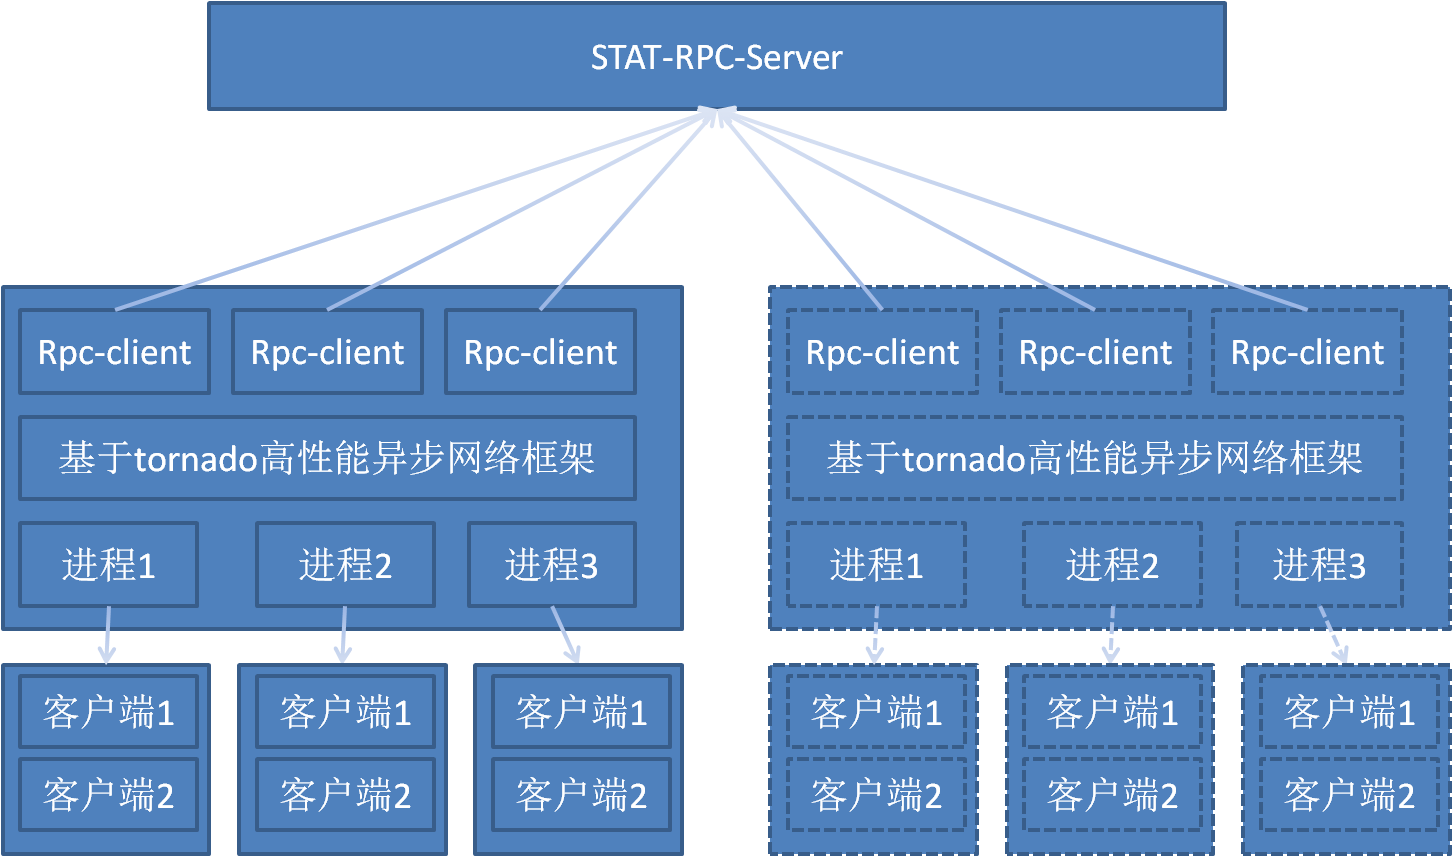 STAT-RPC-Server
Rpc-client
Rpc-client
Rpc-client
基于tornado高性能异步网络框架
进程1
进程2
进程3
客户端1
客户端2
客户端1
客户端2
客户端1
客户端2
Rpc-client
Rpc-client
Rpc-client
基于tornado高性能异步网络框架
进程1
进程2
进程3
客户端1
客户端2
客户端1
客户端2
客户端1
客户端2